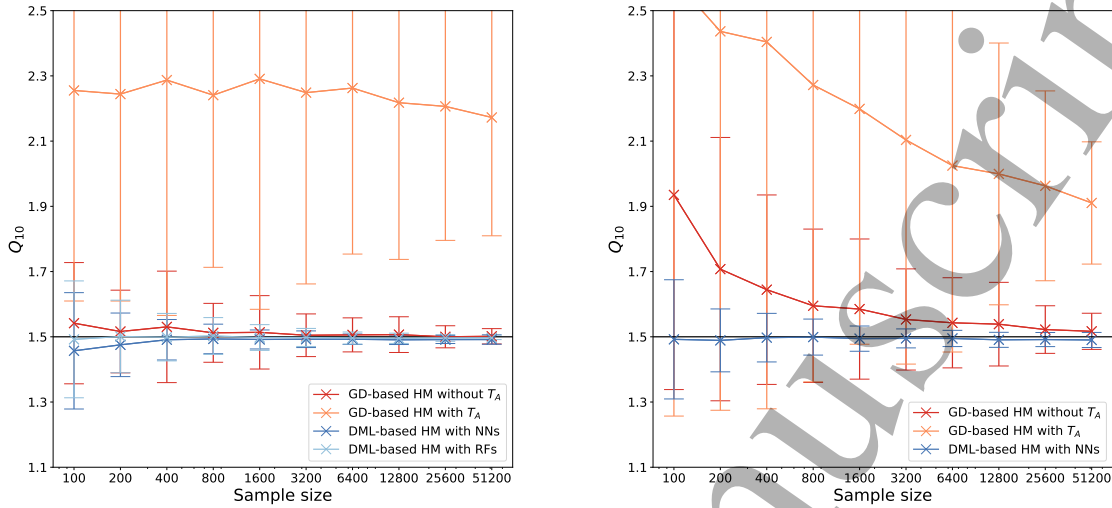 2.5
2.3
2.1
1.9
1.7
1.5
1.3
1.1
Q10
100 200 400 800 1600 3200 6400 12800 25600 51200
Sample size
GD-based HM without TA
GD-based HM with TA
DML-based HM with NNs
DML-based HM with RFs
2.5
2.3
2.1
1.9
1.7
1.5
1.3
1.1
Q10
100 200 400 800 1600 3200 6400 12800 25600 51200
Sample size
GD-based HM without TA
GD-based HM with TA
DML-based HM with NNs
nuscri